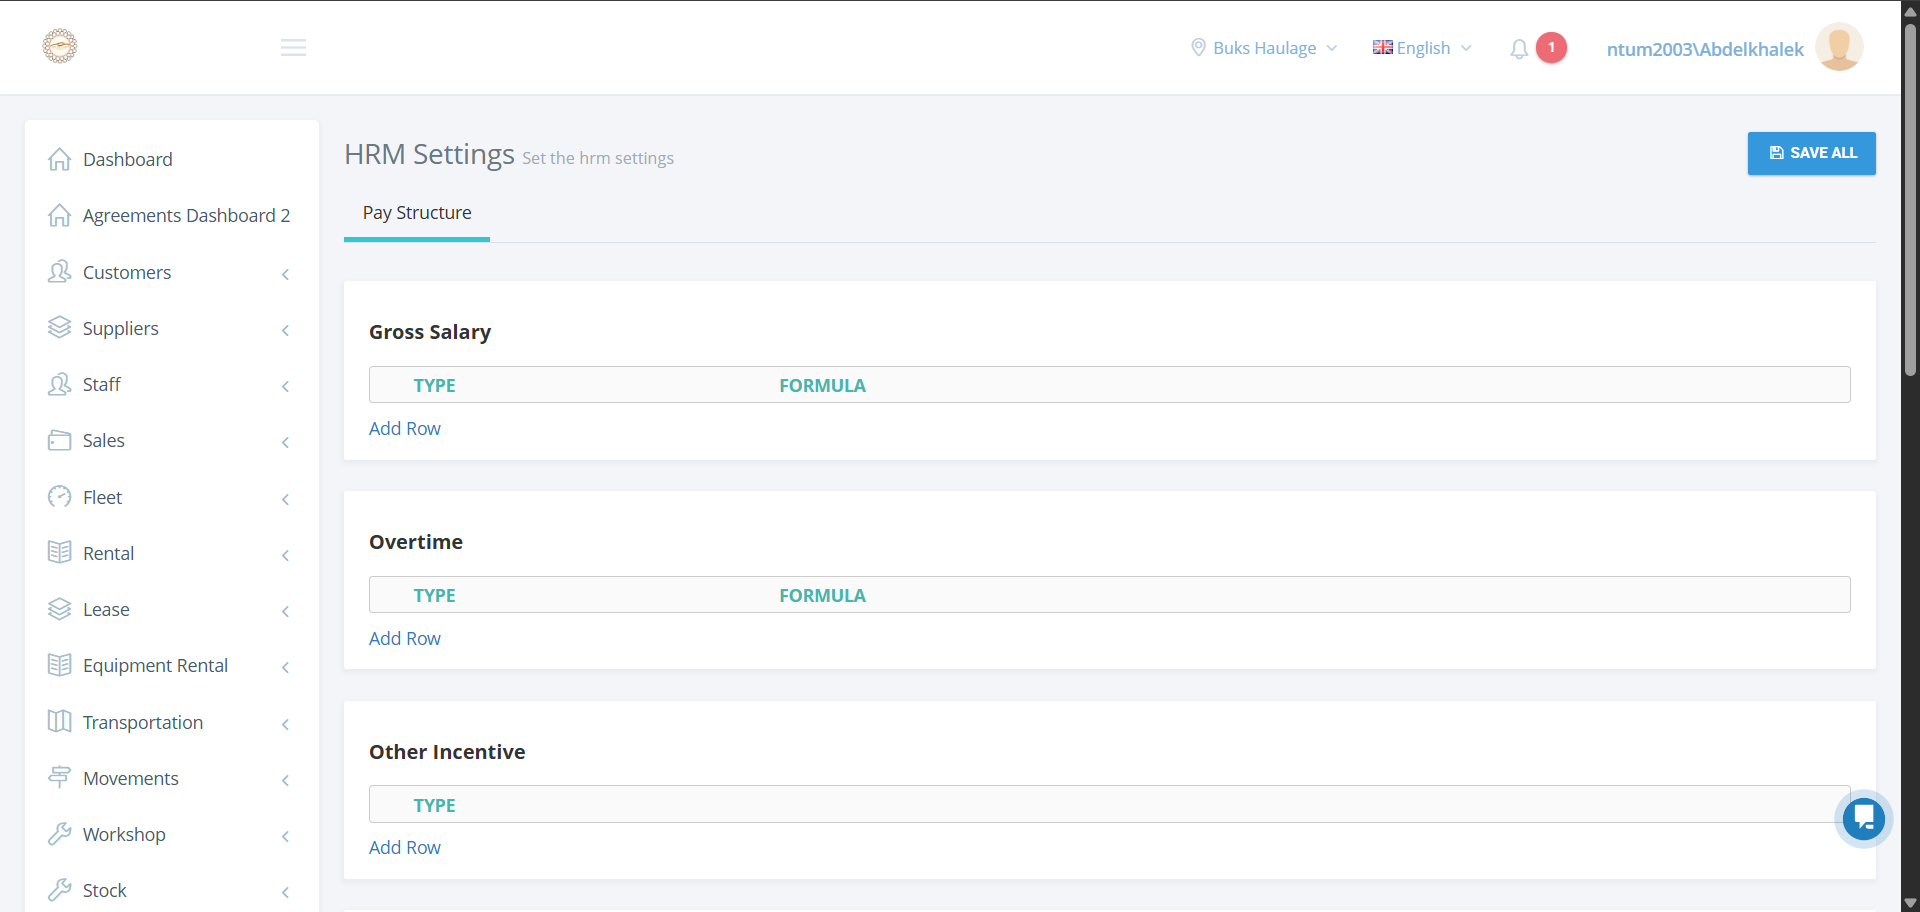 Buks Haulage
English
1
ntum2003\Abdelkhalek
Dashboard
Agreements Dashboard 2
Customers
Suppliers
Staff
Sales
Fleet
Rental
Lease
Equipment Rental
Transportation
Movements
Workshop
Stock
HRM Settings Set the hrm settings
SAVE ALL
Pay Structure
Gross Salary
TYPE FORMULA
Add Row
Overtime
TYPE FORMULA
Add Row
Other Incentive
TYPE
Add Row